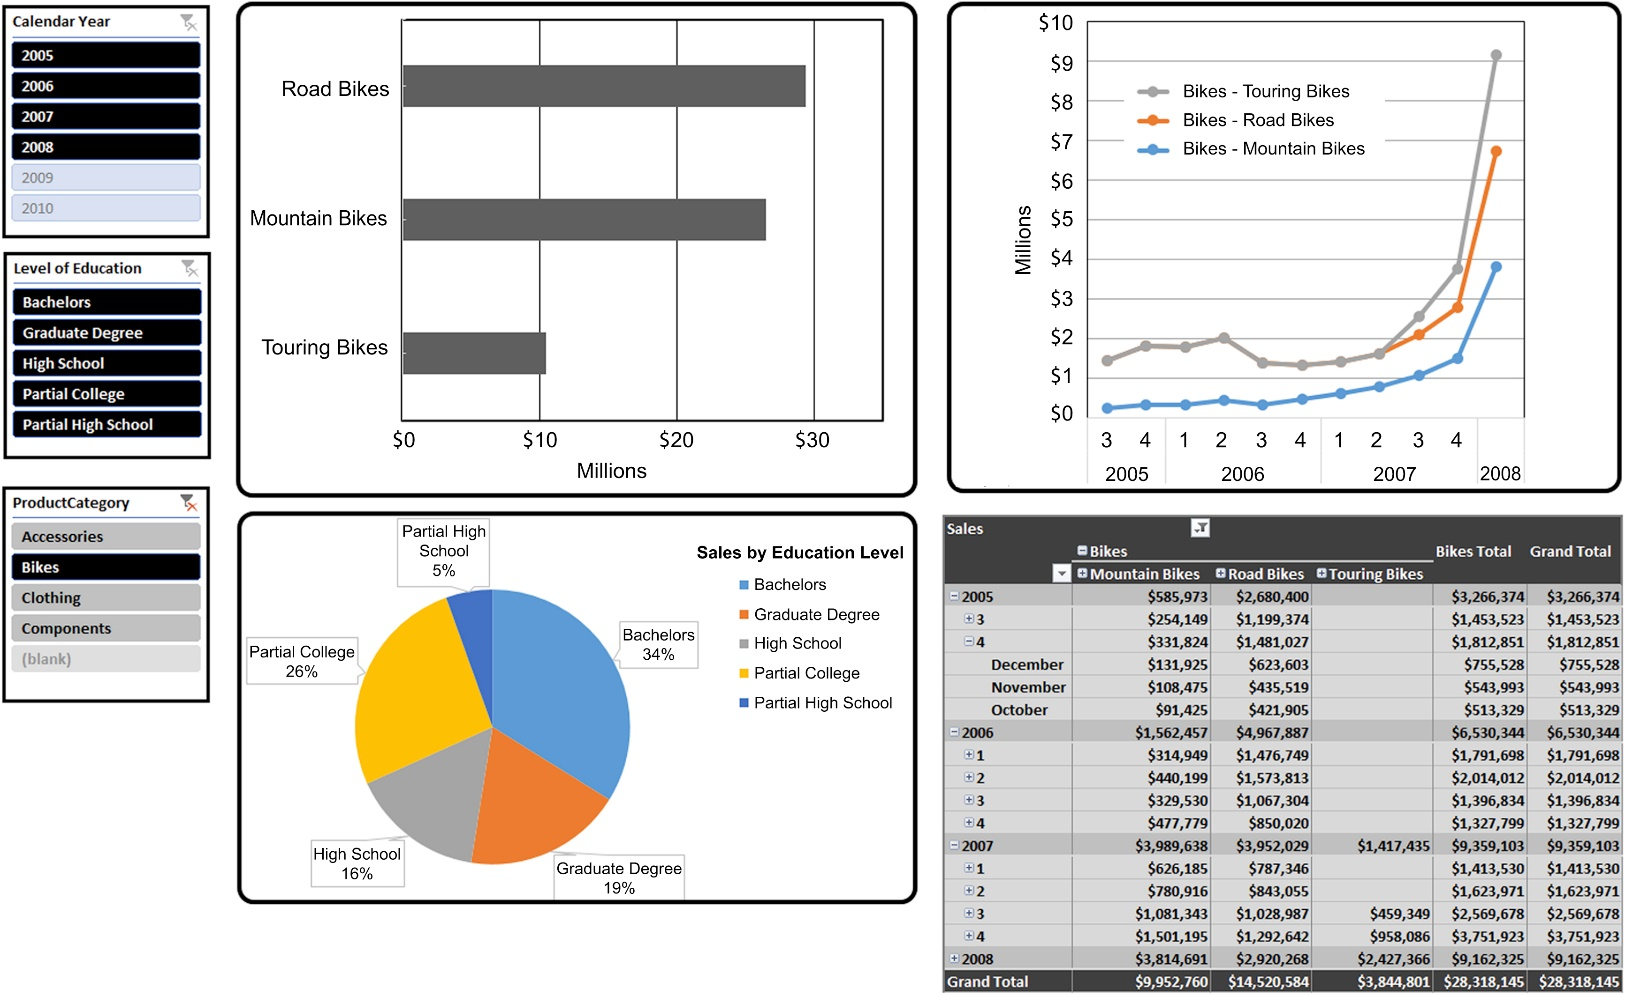 Calendar Year
2005
2006
2007
2008
2009
2010
Level of Education
Bachelors
Graduate Degree
High School
Partial College
Partial High School
ProductCategory
Accessories
Bikes
Clothing
Components
(blank)
Road Bikes
Mountain Bikes
Touring Bikes
$0 $10 $20 $30
Millions
$10
$9
$8
$7
$6
$5
$4
$3
$2
$1
$0
Millions
Bikes - Touring Bikes
Bikes - Road Bikes
Bikes - Mountain Bikes
3 4 1 2 3 4 1 2 3 4
2005 2006 2007 2008
Sales by Education Level
Bachelors
Graduate Degree
High School
Partial College
Partial High School
Partial High
School
5%
Bachelors
34%
Partial College
26%
High School
16%
Graduate Degree
19%
Sales
Bikes Bikes Total Grand Total
Mountain Bikes Road Bikes Touring Bikes
2005 $585,973 $2,680,400 $3,266,374 $3,266,374
3 $254,149 $1,199,374 $1,453,523 $1,453,523
4 $331,824 $1,481,027 $1,812,851 $1,812,851
December $131,925 $623,603 $755,528 $755,528
November $108,475 $435,519 $543,993 $543,993
October $91,425 $421,905 $513,329 $513,329
2006 $1,562,457 $4,967,887 $6,530,344 $6,530,344
1 $314,949 $1,476,749 $1,791,698 $1,791,698
2 $440,199 $1,573,813 $2,014,012 $2,014,012
3 $329,530 $1,067,304 $1,396,834 $1,396,834
4 $477,779 $850,020 $1,327,799 $1,327,799
2007 $3,989,638 $3,952,029 $1,417,435 $9,359,103 $9,359,103
1 $626,185 $787,346 $1,413,530 $1,413,530
2 $780,916 $843,055 $1,623,971 $1,623,971
3 $1,081,343 $1,028,987 $459,349 $2,569,678 $2,569,678
4 $1,501,195 $1,292,642 $958,086 $3,751,923 $3,751,923
2008 $3,814,691 $2,920,268 $2,427,366 $9,162,325 $9,162,325
Grand Total $9,952,760 $14,520,584 $3,844,801 $28,318,145 $28,318,145